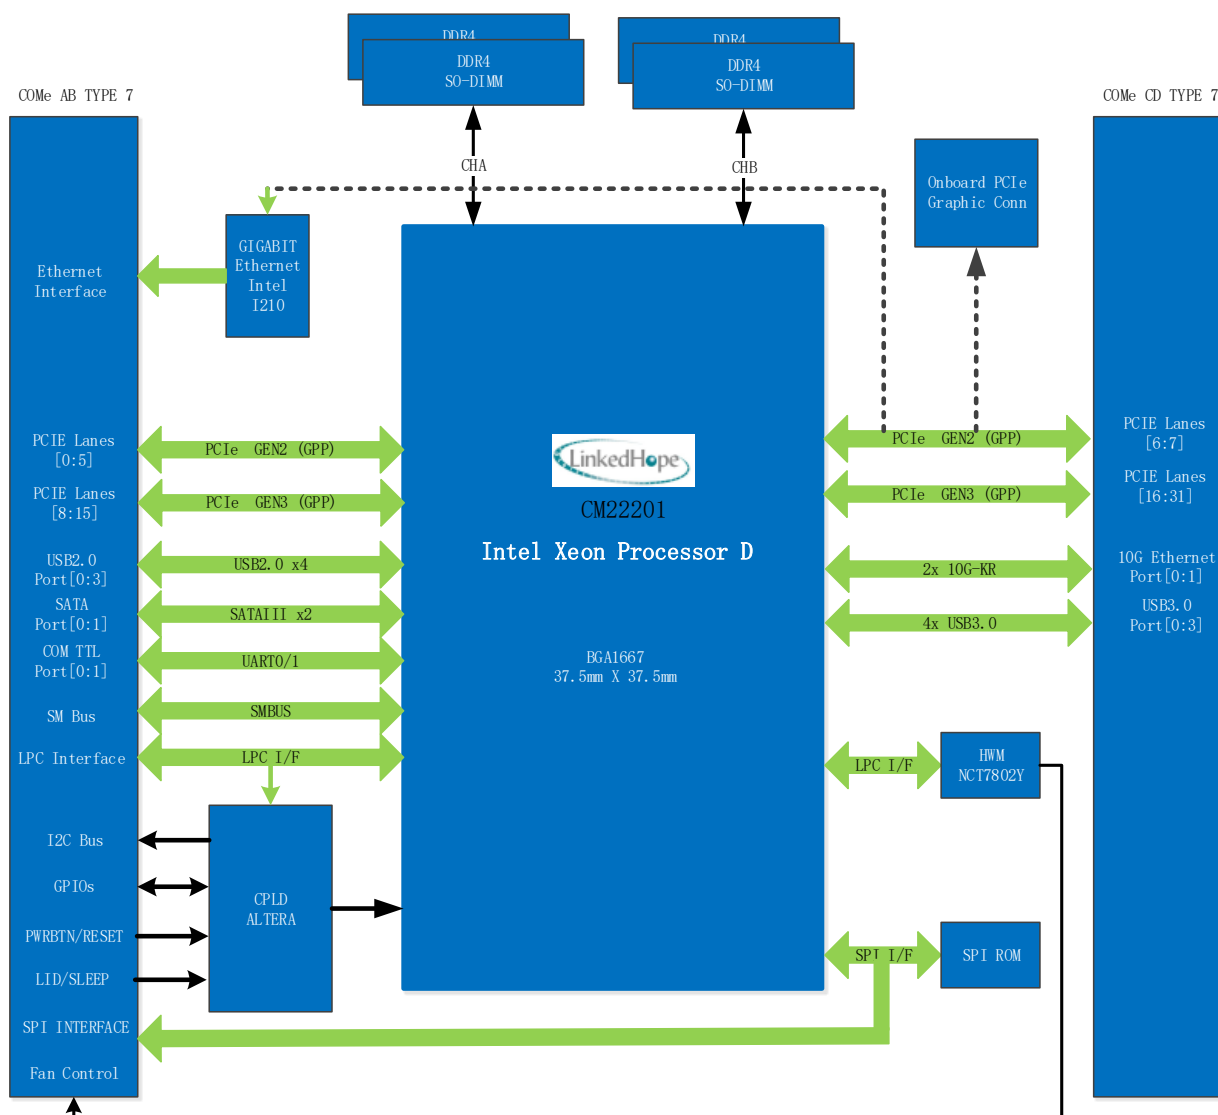 DDR4
DDR4
SO-DIMM
DDR4
DDR4
SO-DIMM
COMe AB TYPE 7
COMe CD TYPE 7
CHA
CHB
Onboard PCIe
Graphic Conn
GIGABIT
Ethernet
Intel
I210
Ethernet
Interface
PCIE Lanes
[0:5]
PCIe GEN2 (GPP)
PCIE Lanes
[8:15]
PCIe GEN3 (GPP)
USB2.0
Port[0:3]
USB2.0 x4
SATA
Port[0:1]
SATAIII x2
COM TTL
Port[0:1]
UART0/1
SM Bus
SMBUS
LPC Interface
LPC I/F
I2C Bus
GPIOs
PWRBTN/RESET
LID/SLEEP
SPI INTERFACE
Fan Control
CPLD
ALTERA
LinkedHope
CM22201
Intel Xeon Processor D
BGA1667
37.5mm X 37.5mm
PCIe GEN2 (GPP)
PCIE Lanes
[6:7]
PCIe GEN3 (GPP)
PCIE Lanes
[16:31]
2x 10G-KR
10G Ethernet
Port[0:1]
4x USB3.0
USB3.0
Port[0:3]
LPC I/F
HWM
NCT7802Y
SPI I/F
SPI ROM